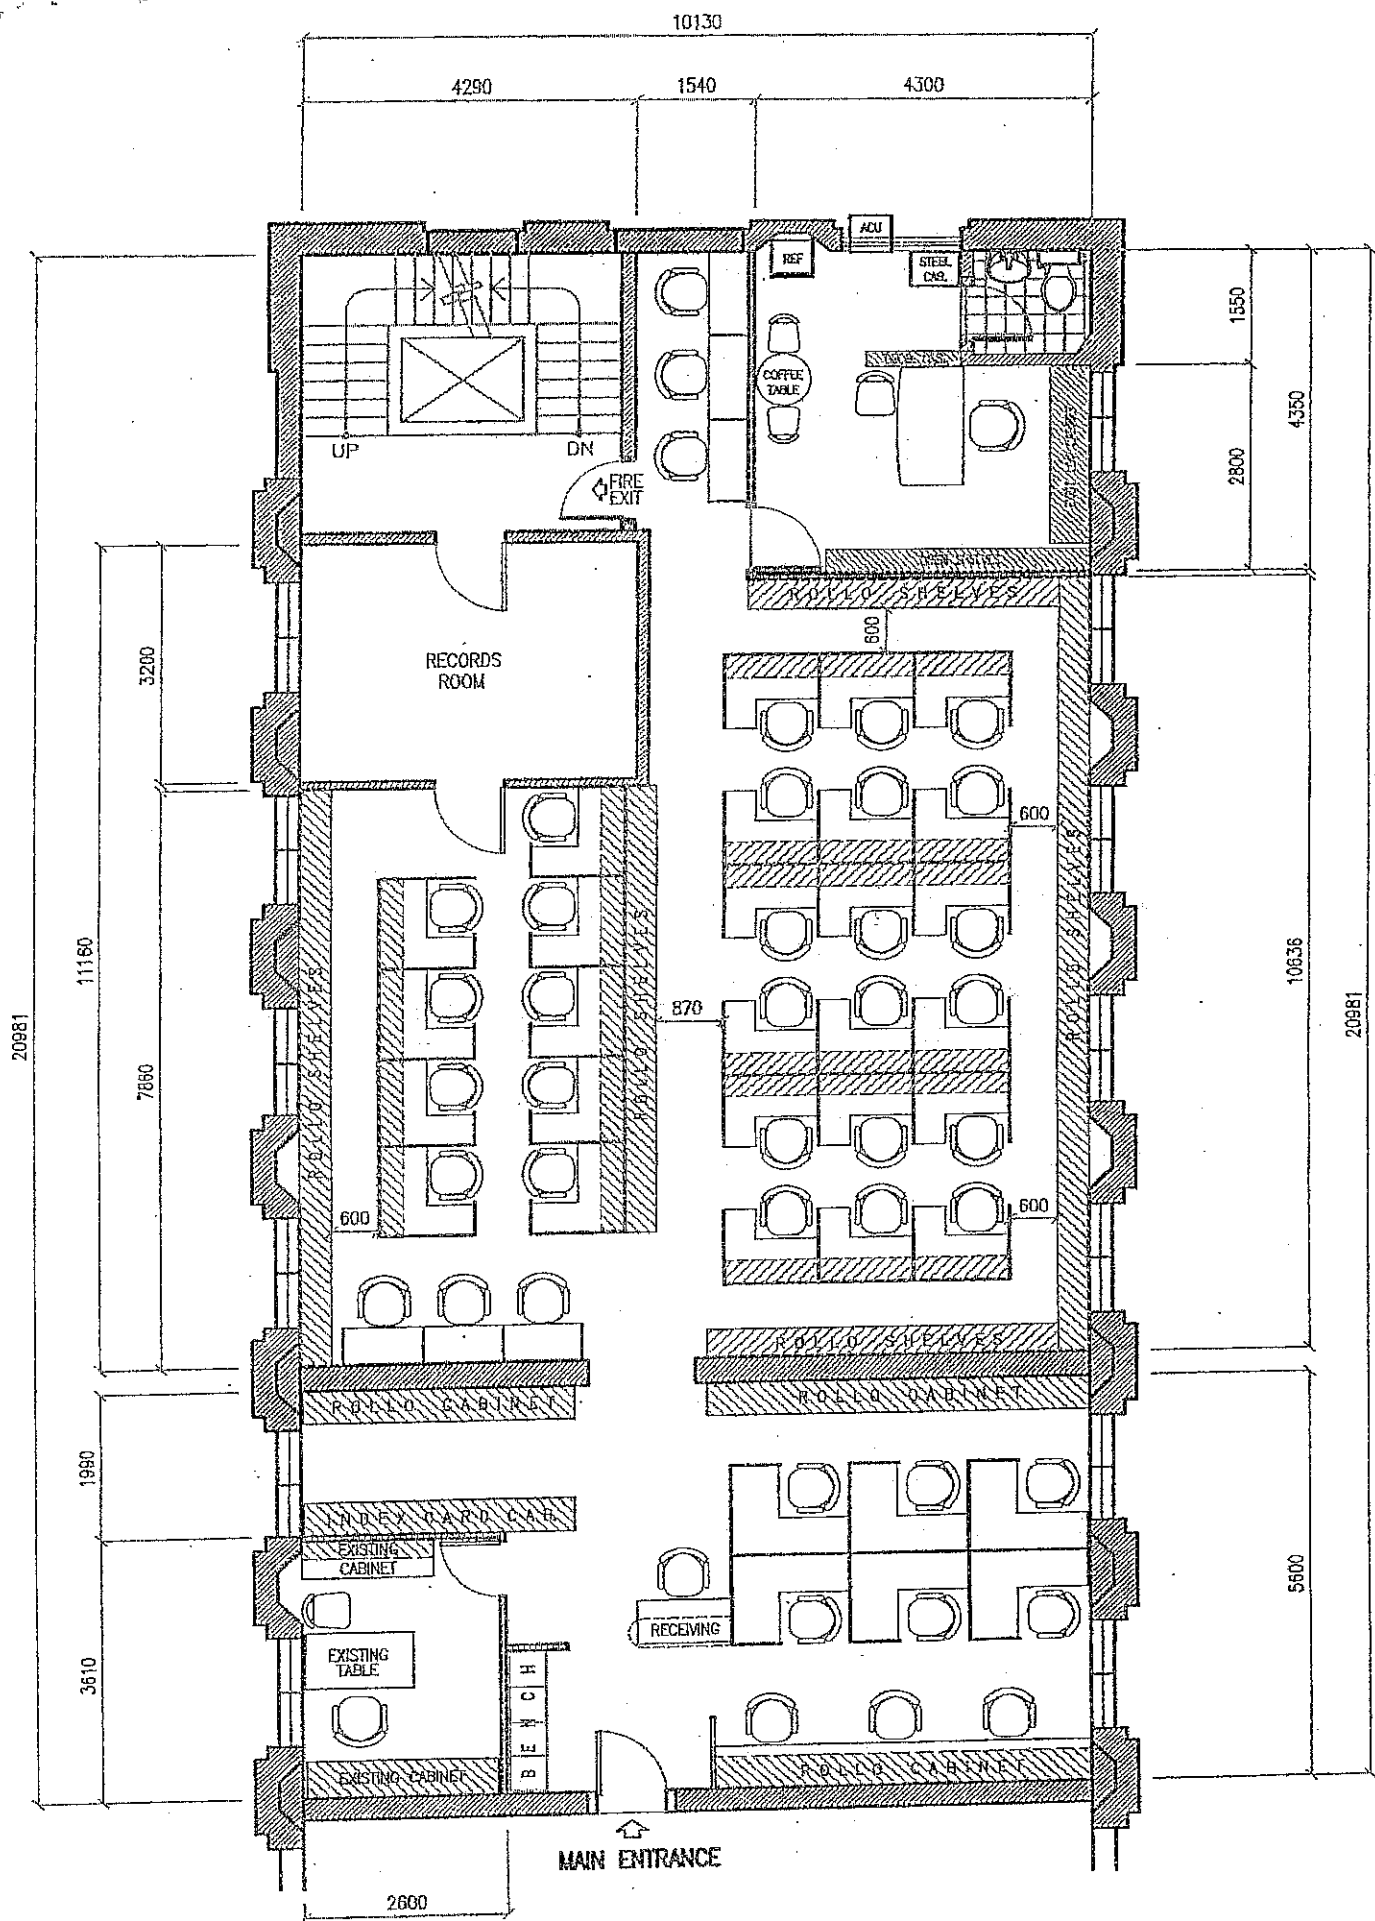 10130
4290
1540
4300
ACU
REF
STEEL
CAB.
COFFEE
TABLE
UP
DN
FIRE
EXIT
1550
4350
2800
ROLLO SHELVES
600
RECORDS
ROOM
3200
600
ROLLO SHELVES
ROLLO SHELVES
ROLLO SHELVES
11160
20981
7860
870
10636
20981
600
600
ROLLO SHELVES
ROLLO CABINET
ROLLO CABINET
1990
INDEX CARD CAB.
EXISTING
CABINET
RECEIVING
EXISTING
TABLE
3610
5600
BENCH
EXISTING CABINET
ROLLO CABINET
MAIN ENTRANCE
2600